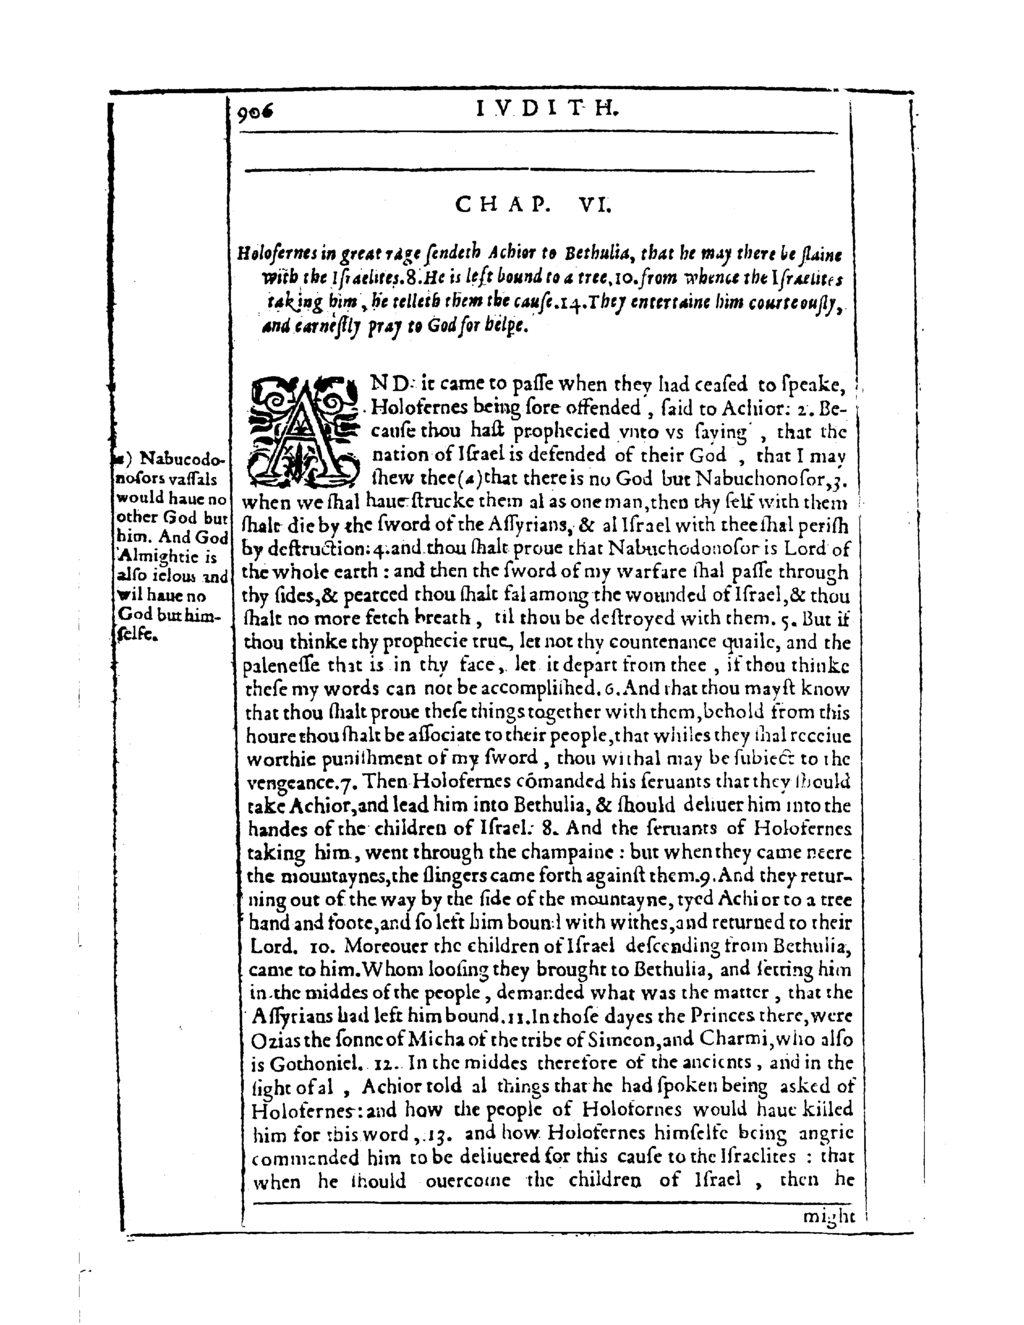 906
IVDITH.
CHAP. VI.
Holofernes in great rage ſendeth Achior to Bethulia, that he may there be ſlaine
with the Iſraelites.8.He is left bound to a tree,10.from whence the Iſraelites
taking him, he telleth them the cauſe.14.They entertaine him courteouſly,
and earneſtly pray to God for helpe.
AND it came to paſſe when they had ceaſed to ſpeake,
Holofernes being ſore offended , ſaid to Achior: 2. Be-
cauſe thou haſt prophecied vnto vs ſaying , that the
nation of Iſrael is defended of their God , that I may
ſhew thee(a)that there is no God but Nabuchonoſor,3.
when we ſhal haue ſtrucke them al as one man,then thy ſelf with them
ſhalt die by the ſword of the Aſſyrians, & al Iſrael with thee ſhal periſh
by deſtruction:4.and thou ſhalt proue that Nabuchodonoſor is Lord of
the whole earth : and then the ſword of my warfare ſhal paſſe through
thy ſides,& pearced thou ſhalt fal among the wounded of Iſrael,& thou
ſhalt no more fetch breath , til thou be deſtroyed with them. 5. But if
thou thinke thy prophecie true, let not thy countenance quaile, and the
paleneſſe that is in thy face, let it depart from thee , if thou thinke
theſe my words can not be accompliſhed. 6.And that thou mayſt know
that thou ſhalt proue theſe things together with them,behold from this
houre thou ſhalt be aſſociate to their people,that whiles they ſhal receiue
worthie puniſhment of my ſword , thou withal may be ſubiect to the
vengeance.7. Then Holofernes cõmanded his ſeruants that they ſhould
take Achior,and lead him into Bethulia, & ſhould deliuer him into the
handes of the children of Iſrael: 8. And the ſeruants of Holofernes
taking him, went through the champaine : but when they came neere
the mountaynes,the ſlingers came forth againſt them.9.And they retur-
ning out of the way by the ſide of the mountayne, tyed Achior to a tree
hand and foote,and ſo left him bound with withes,and returned to their
Lord. 10. Moreouer the children of Iſrael deſcending from Bethulia,
came to him.Whom looſing they brought to Bethulia, and ſetting him
in the middes of the people , demanded what was the matter , that the
Aſſyrians had left him bound.11.In thoſe dayes the Princes there,were
Ozias the ſonne of Micha of the tribe of Simeon,and Charmi,who alſo
is Gothoniel. 12. In the middes therefore of the ancients, and in the
ſight of al , Achior told al things that he had ſpoken being asked of
Holofernes: and how the people of Holofornes would haue killed
him for this word ,.13. and how Holofernes himſelfe being angrie
commanded him to be deliuered for this cauſe to the Iſraelites : that
when he ſhould ouercome the children of Iſrael , then he
might
a) Nabucodo-
noſors vaſſals
would haue no
other God but
him. And God
Almightie is
alſo ielous and
wil haue no
God but him-
ſelfe.